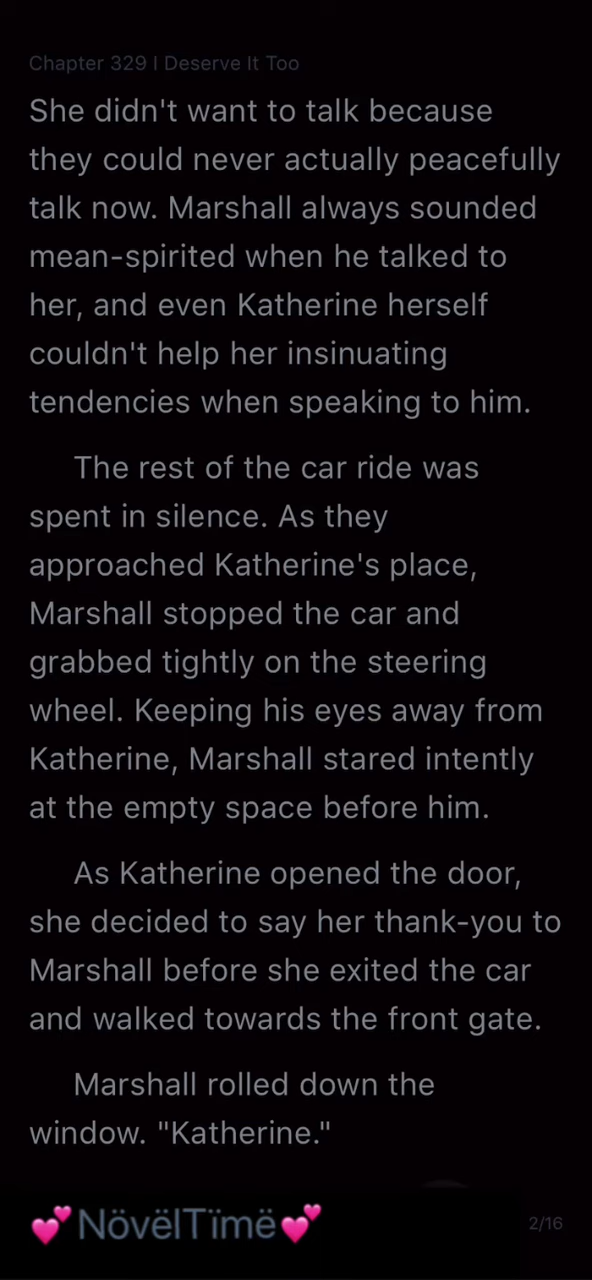 Chapter 329 I Deserve It Too
She didn't want to talk because
they could never actually peacefully
talk now. Marshall always sounded
mean-spirited when he talked to
her, and even Katherine herself
couldn't help her insinuating
tendencies when speaking to him.
The rest of the car ride was
spent in silence. As they
approached Katherine's place,
Marshall stopped the car and
grabbed tightly on the steering
wheel. Keeping his eyes away from
Katherine, Marshall stared intently
at the empty space before him.
As Katherine opened the door,
she decided to say her thank-you to
Marshall before she exited the car
and walked towards the front gate.
Marshall rolled down the
window. "Katherine."
💕NövëlTïmë💕
2/16